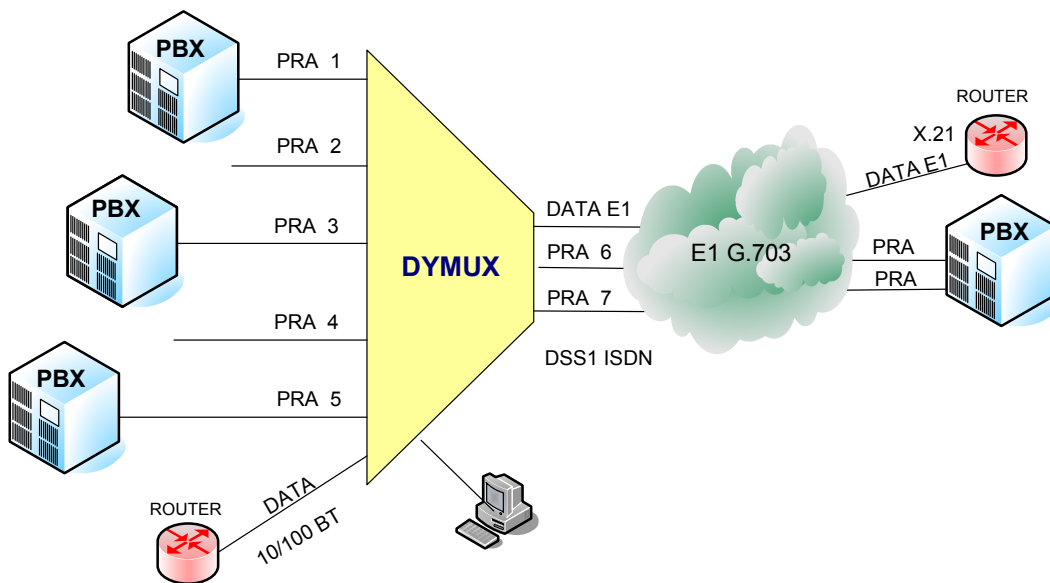 PBX
PRA 1
PRA 2
PBX
PRA 3
PRA 4
PBX
PRA 5
ROUTER
DATA
10/100 BT
DYMUX
DATA E1
PRA 6
PRA 7
DSS1 ISDN
E1 G.703
ROUTER
X.21
DATA E1
PRA
PRA
PBX